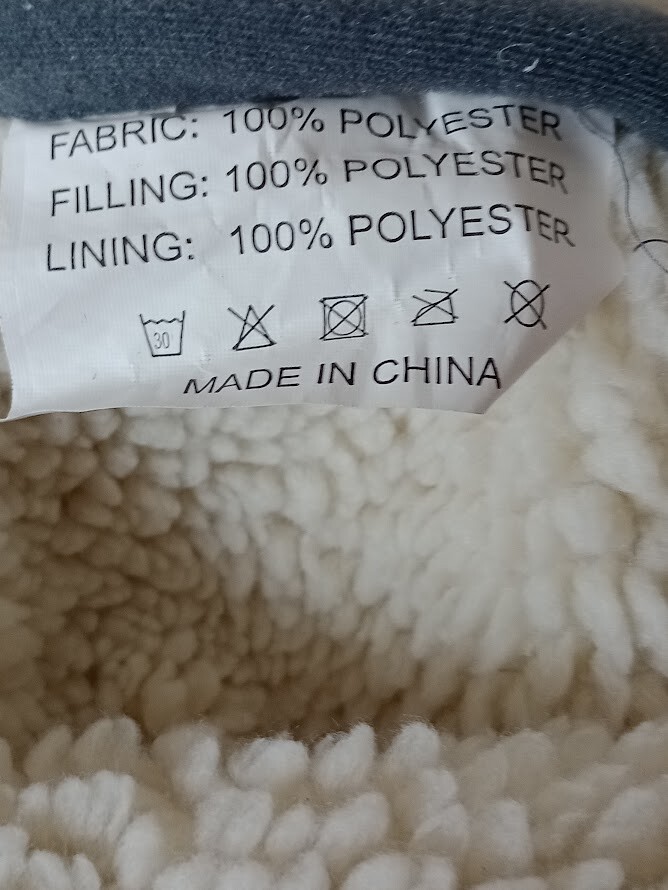 FABRIC: 100% POLYESTER
FILLING: 100% POLYESTER
LINING: 100% POLYESTER
30
MADE IN CHINA